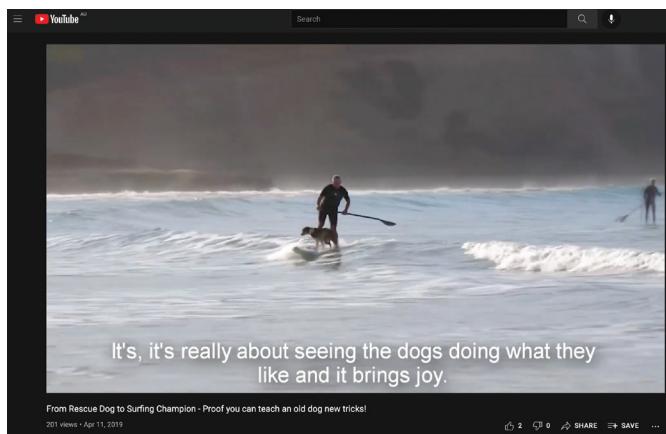 YouTube AU
Search
It's, it's really about seeing the dogs doing what they
like and it brings joy.
From Rescue Dog to Surfing Champion - Proof you can teach an old dog new tricks!
201 views • Apr 11, 2019
2
0
SHARE
SAVE